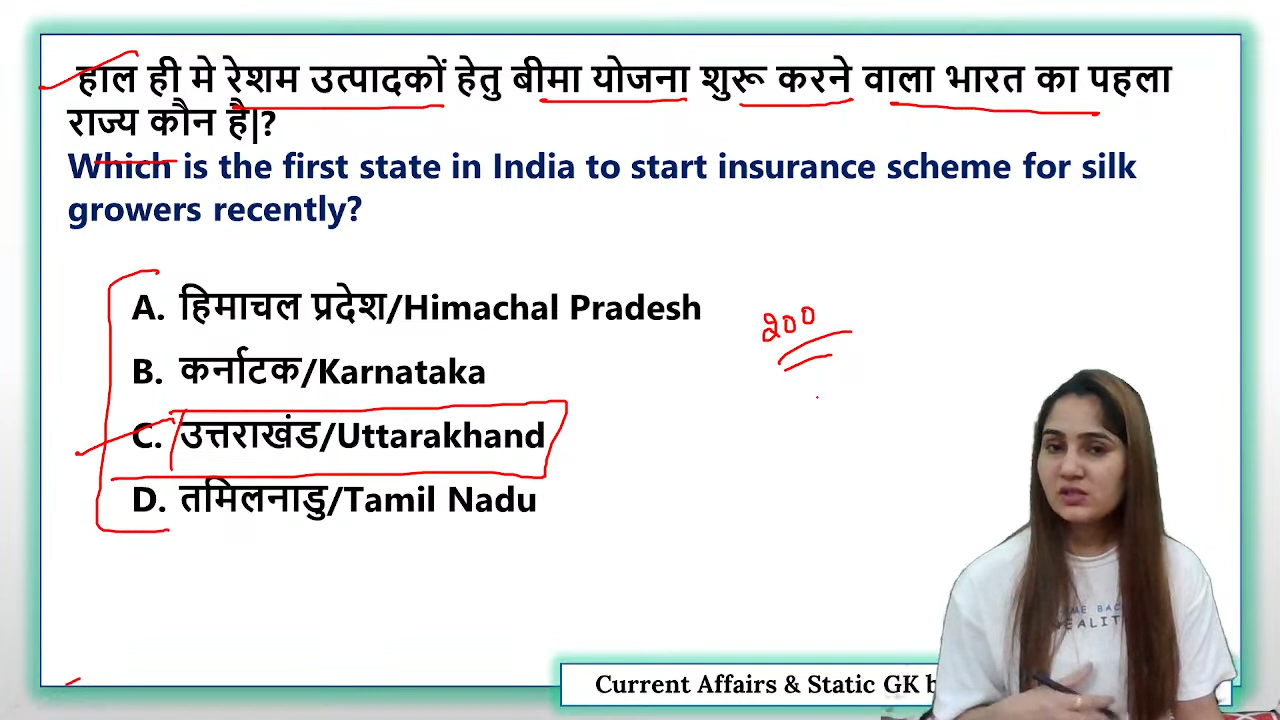 हाल ही मे रेशम उत्पादकों हेतु बीमा योजना शुरू करने वाला भारत का पहला
राज्य कौन है|?
Which is the first state in India to start insurance scheme for silk
growers recently?
A. हिमाचल प्रदेश/Himachal Pradesh
200
B. कर्नाटक/Karnataka
C. उत्तराखंड/Uttarakhand
D. तमिलनाडु/Tamil Nadu
Current Affairs & Static GK b